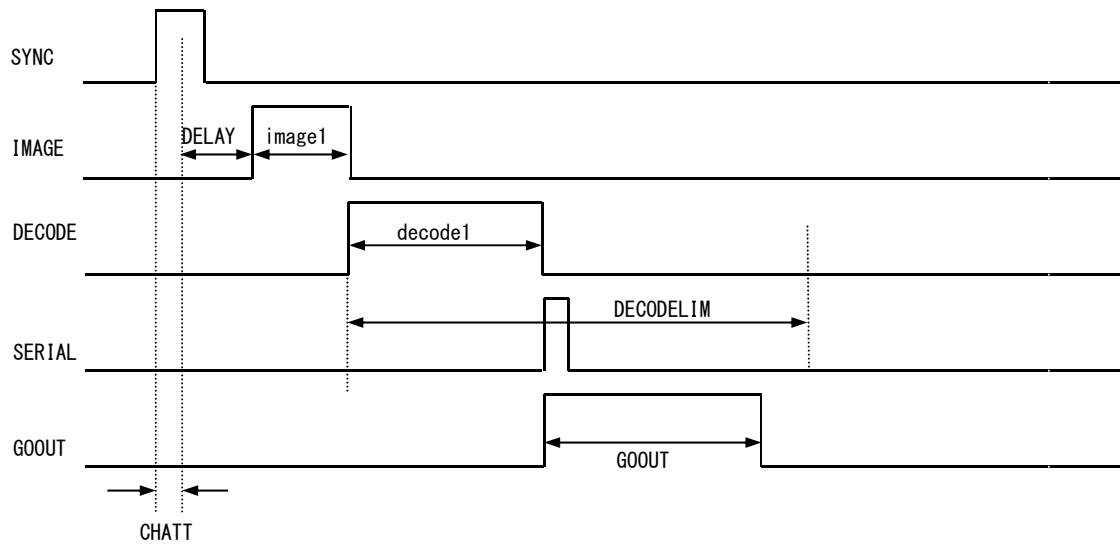 SYNC
DELAY image1
IMAGE
DECODE decode1
DECODELIM
SERIAL
GOOUT
GOOUT
CHATT